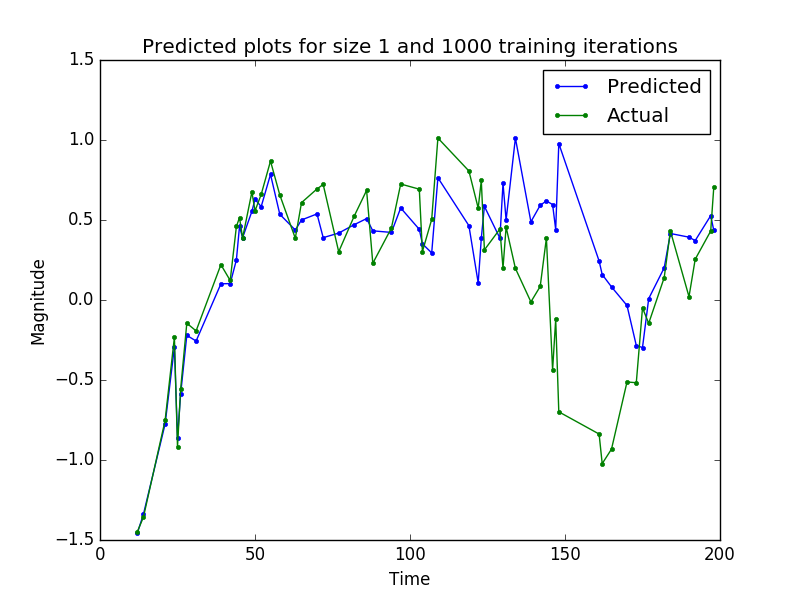 Predicted plots for size 1 and 1000 training iterations
Predicted
Actual
1.5
1.0
0.5
0.0
−0.5
−1.0
−1.5
Magnitude
0
50
100
150
200
Time